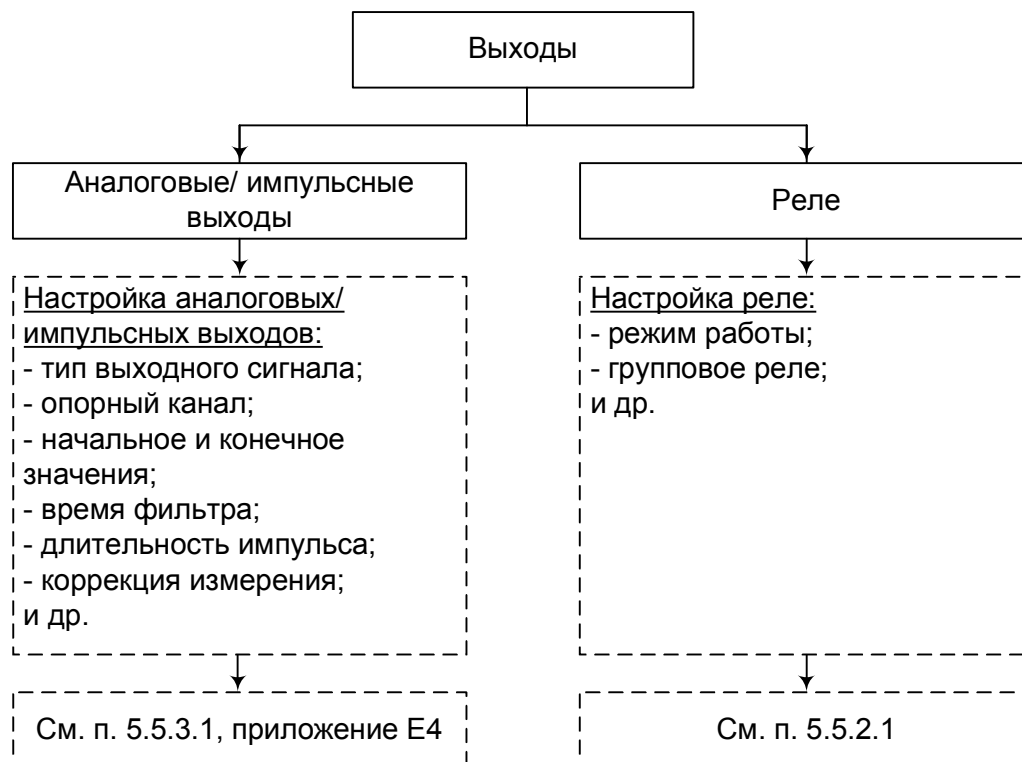 Выходы
Аналоговые/ импульсные
выходы
Реле
Настройка аналоговых/
импульсных выходов:
- тип выходного сигнала;
- опорный канал;
- начальное и конечное
значения;
- время фильтра;
- длительность импульса;
- коррекция измерения;
и др.
Настройка реле:
- режим работы;
- групповое реле;
и др.
См. п. 5.5.3.1, приложение Е4
См. п. 5.5.2.1